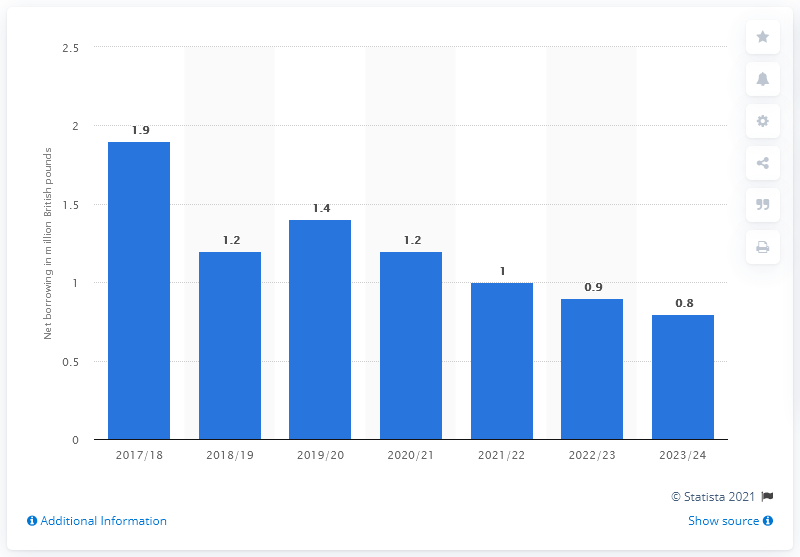 2.5
2
1.5
1
0.5
0
Net borrowing in million British pounds
1.9
1.2
1.4
1.2
1
0.9
0.8
2017/18 2018/19 2019/20 2020/21 2021/22 2022/23 2023/24
© Statista 2021
Additional Information
Show source